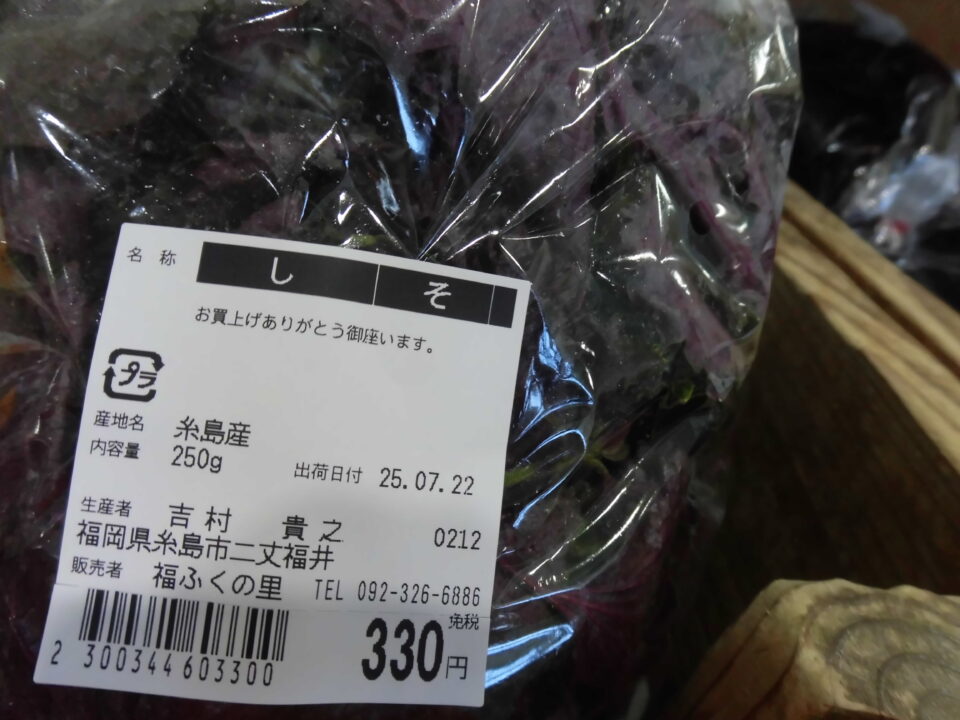 名称 しそ
お買上げありがとう御座います。
プラ
産地名 糸島産
内容量 250g 出荷日付 25.07.22
生産者 吉村 貴之 0212
福岡県糸島市二丈福井
販売者 福ふくの里 TEL 092-326-6886
免税
330円
2 300344603300